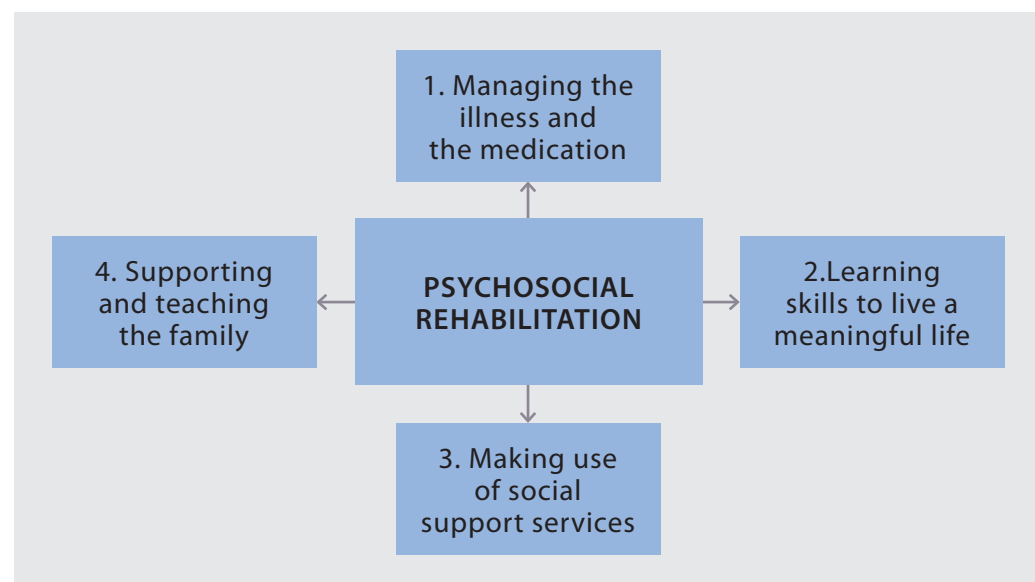 1. Managing the
illness and
the medication
4. Supporting
and teaching
the family
PSYCHOSOCIAL
REHABILITATION
2.Learning
skills to live a
meaningful life
3. Making use
of social
support services